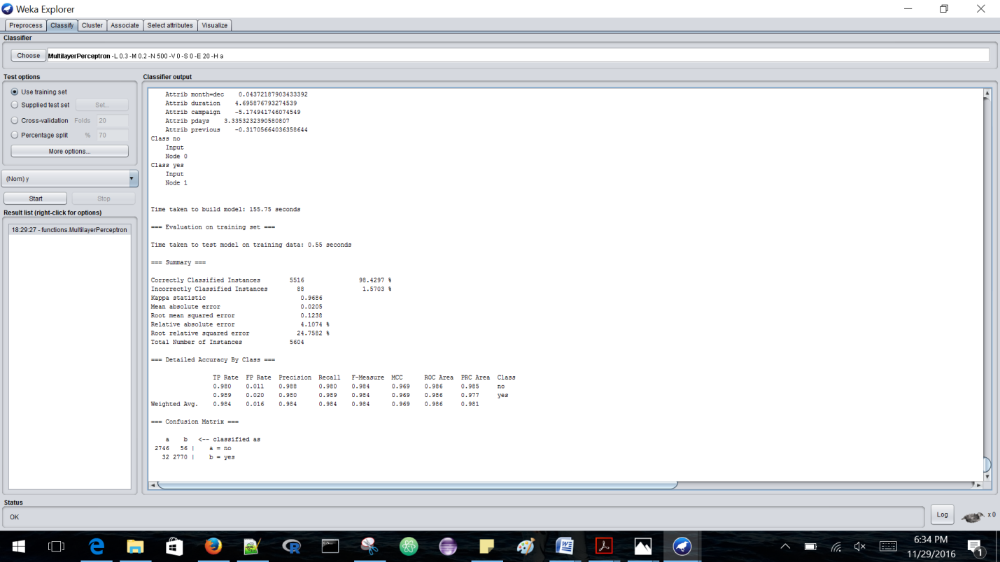 Weka Explorer
Preprocess Classify Cluster Associate Select attributes Visualize
Classifier
Choose MultilayerPerceptron -L 0.3 -M 0.2 -N 500 -V 0 -S 0 -E 20 -H a
Test options
Use training set
Supplied test set Set...
Cross-validation Folds 20
Percentage split % 70
More options...
(Nom) y
Start Stop
Result list (right-click for options)
18:29:27 - functions.MultilayerPerceptron
Classifier output
Attrib month=dec 0.04372187903433392
Attrib duration 4.695876793274539
Attrib campaign -5.174941746074549
Attrib pdays 3.3353232390580807
Attrib previous -0.31705664036358644
Class no
Input
Node 0
Class yes
Input
Node 1
Time taken to build model: 155.75 seconds
=== Evaluation on training set ===
Time taken to test model on training data: 0.55 seconds
=== Summary ===
Correctly Classified Instances 5516 98.4297 %
Incorrectly Classified Instances 88 1.5703 %
Kappa statistic 0.9686
Mean absolute error 0.0205
Root mean squared error 0.1238
Relative absolute error 4.1074 %
Root relative squared error 24.7582 %
Total Number of Instances 5604
=== Detailed Accuracy By Class ===
TP Rate FP Rate Precision Recall F-Measure MCC ROC Area PRC Area Class
0.980 0.011 0.988 0.980 0.984 0.969 0.986 0.985 no
0.989 0.020 0.980 0.989 0.984 0.969 0.986 0.977 yes
Weighted Avg. 0.984 0.016 0.984 0.984 0.984 0.969 0.986 0.981
=== Confusion Matrix ===
a b <-- classified as
2746 56 | a = no
32 2770 | b = yes
Status
OK
Log
x 0
6:34 PM
11/29/2016
1